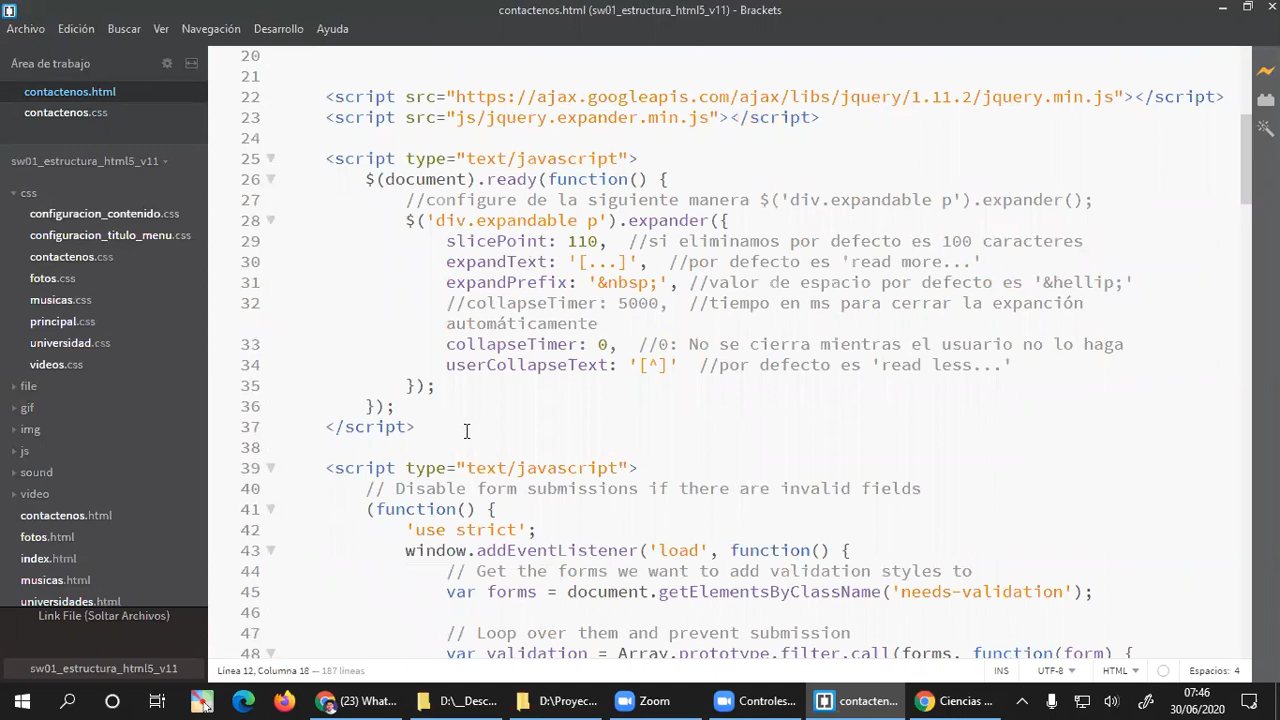 contactenos.html (sw01_estructura_html5_v11) - Brackets
Archivo Edición Buscar Ver Navegación Desarrollo Ayuda
Área de trabajo
contactenos.html
contactenos.css
sw01_estructura_html5_v11
css
configuracion_contenido.css
configuracion_titulo_menu.css
contactenos.css
fotos.css
musicas.css
principal.css
universidad.css
videos.css
file
gif
img
js
sound
video
contactenos.html
fotos.html
index.html
musicas.html
universidades.html
Link File (Soltar Archivos)
sw01_estructura_html5_v11
20
21
22 <script src="https://ajax.googleapis.com/ajax/libs/jquery/1.11.2/jquery.min.js"></script>
23 <script src="js/jquery.expander.min.js"></script>
24
25 <script type="text/javascript">
26 $(document).ready(function() {
27 //configure de la siguiente manera $('div.expandable p').expander();
28 $('div.expandable p').expander({
29 slicePoint: 110, //si eliminamos por defecto es 100 caracteres
30 expandText: '[...]', //por defecto es 'read more...'
31 expandPrefix: '&nbsp;', //valor de espacio por defecto es '&hellip;'
32 //collapseTimer: 5000, //tiempo en ms para cerrar la expanción
automáticamente
33 collapseTimer: 0, //0: No se cierra mientras el usuario no lo haga
34 userCollapseText: '[^]' //por defecto es 'read less...'
35 });
36 });
37 </script>
38
39 <script type="text/javascript">
40 // Disable form submissions if there are invalid fields
41 (function() {
42 'use strict';
43 window.addEventListener('load', function() {
44 // Get the forms we want to add validation styles to
45 var forms = document.getElementsByClassName('needs-validation');
46
47 // Loop over them and prevent submission
48 var validation = Array.prototype.filter.call(forms, function(form) {
Línea 12, Columna 18 — 187 líneas
INS UTF-8 HTML Espacios: 4
(23) What...
D:\__Desc...
D:\Proyec...
Zoom
Controles...
contacten...
Ciencias ...
07:46
30/06/2020